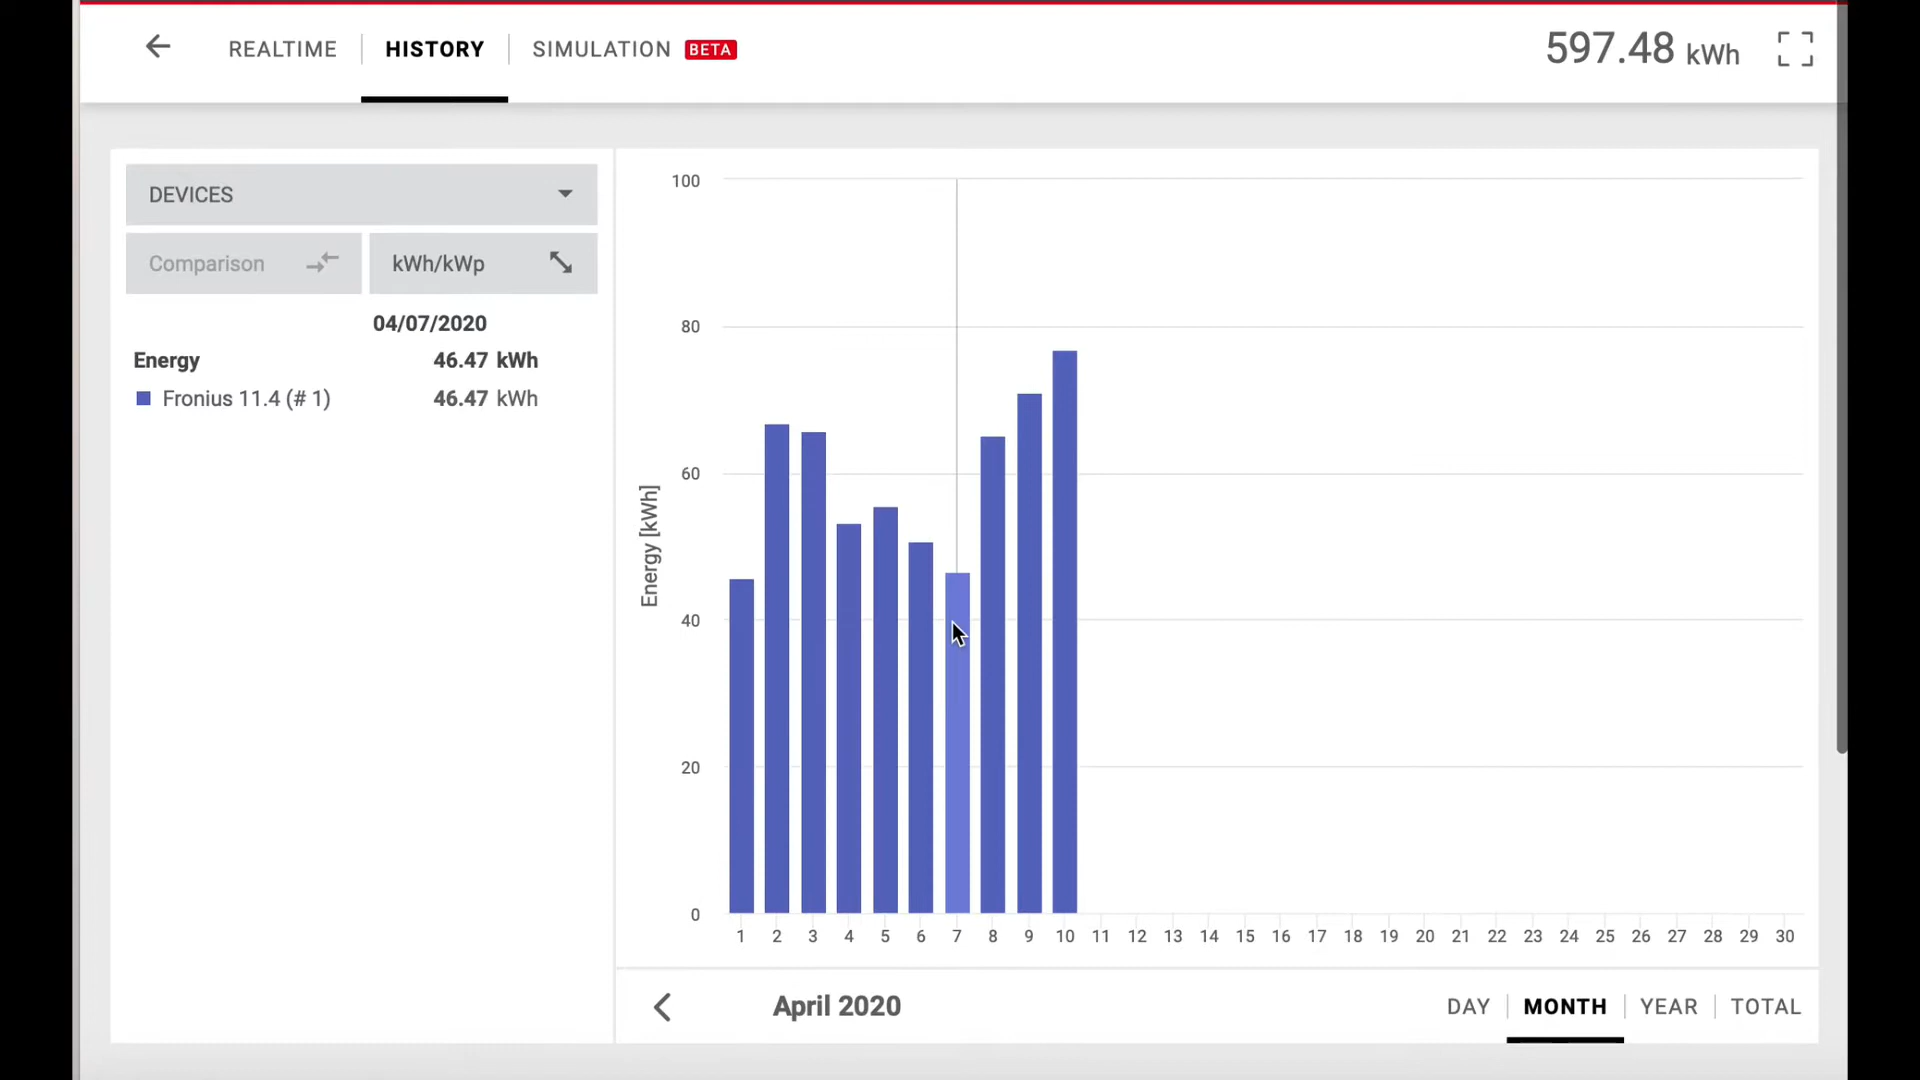 REALTIME
HISTORY
SIMULATION BETA
597.48 kWh
DEVICES
Comparison
kWh/kWp
04/07/2020
Energy 46.47 kWh
Fronius 11.4 (# 1) 46.47 kWh
Energy [kWh]
100
80
60
40
20
0
1 2 3 4 5 6 7 8 9 10 11 12 13 14 15 16 17 18 19 20 21 22 23 24 25 26 27 28 29 30
April 2020
DAY MONTH YEAR TOTAL